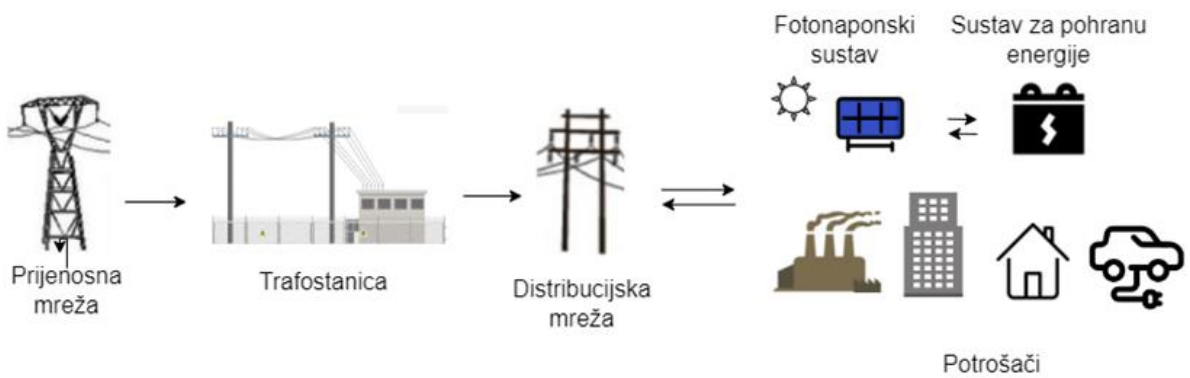 Fotonaponski
sustav
Sustav za pohranu
energije
Prijenosna
mreža
Trafostanica
Distribucijska
mreža
Potrošači